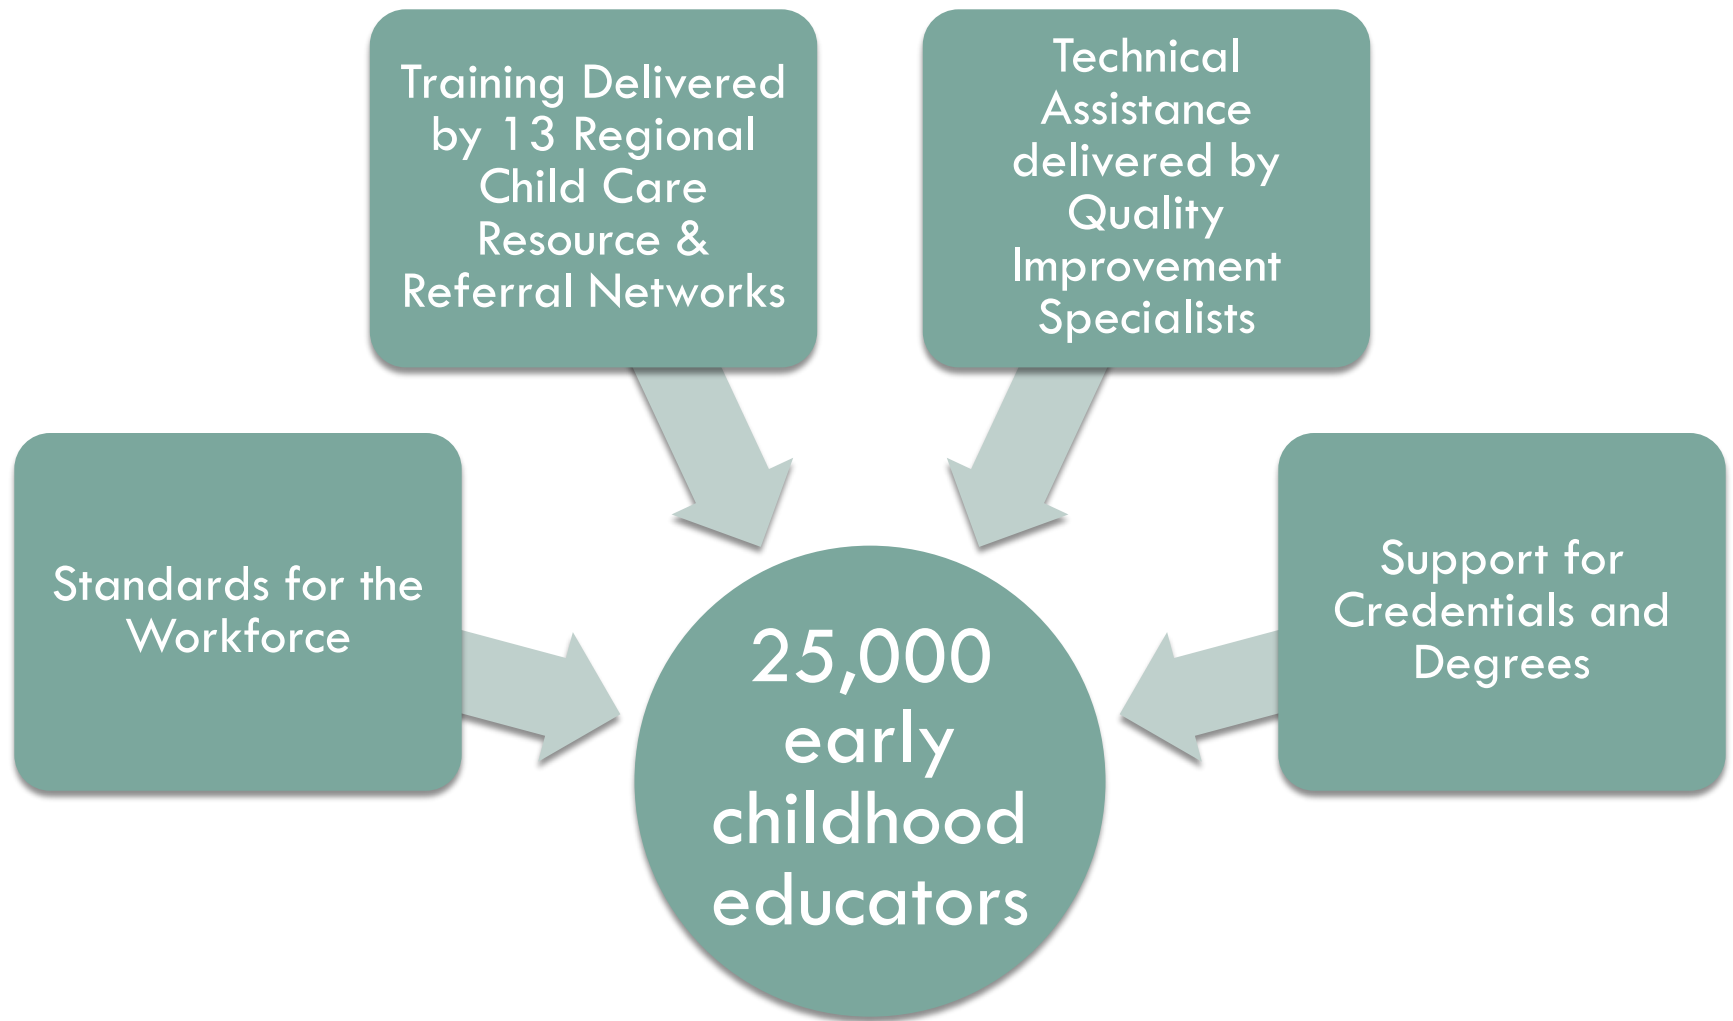 Training Delivered
by 13 Regional
Child Care
Resource &
Referral Networks
Technical
Assistance
delivered by
Quality
Improvement
Specialists
Standards for the
Workforce
Support for
Credentials and
Degrees
25,000
early
childhood
educators